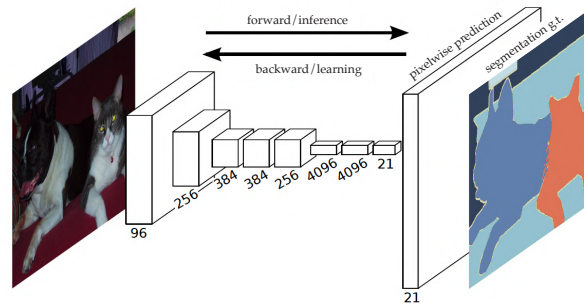 forward/inference
backward/learning
pixelwise prediction
segmentation g.t.
96
256
384
384
256
4096
4096
21
21